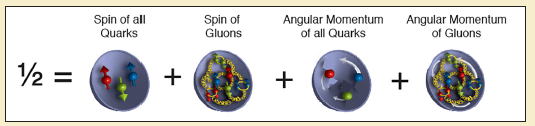 Spin of all
Quarks
Spin of
Gluons
Angular Momentum
of all Quarks
Angular Momentum
of Gluons
½ = + + +